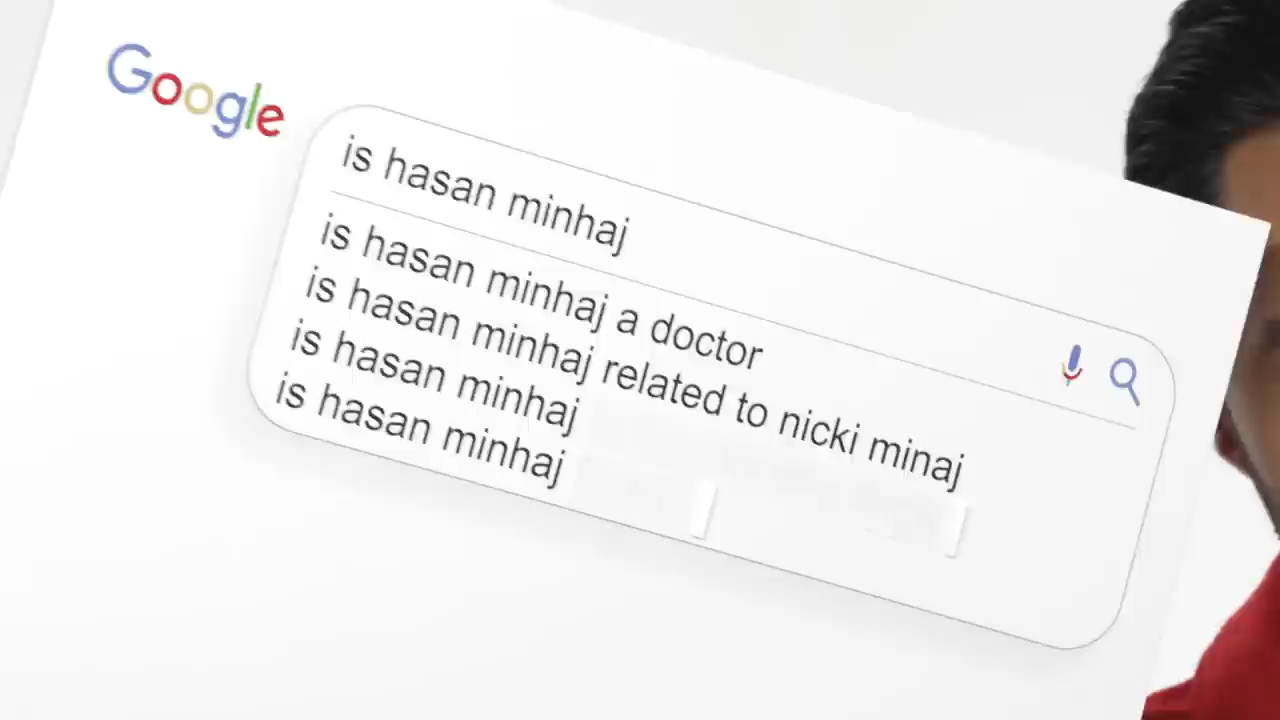 Google
is hasan minhaj
is hasan minhaj a doctor
is hasan minhaj related to nicki minaj
is hasan minhaj
is hasan minhaj